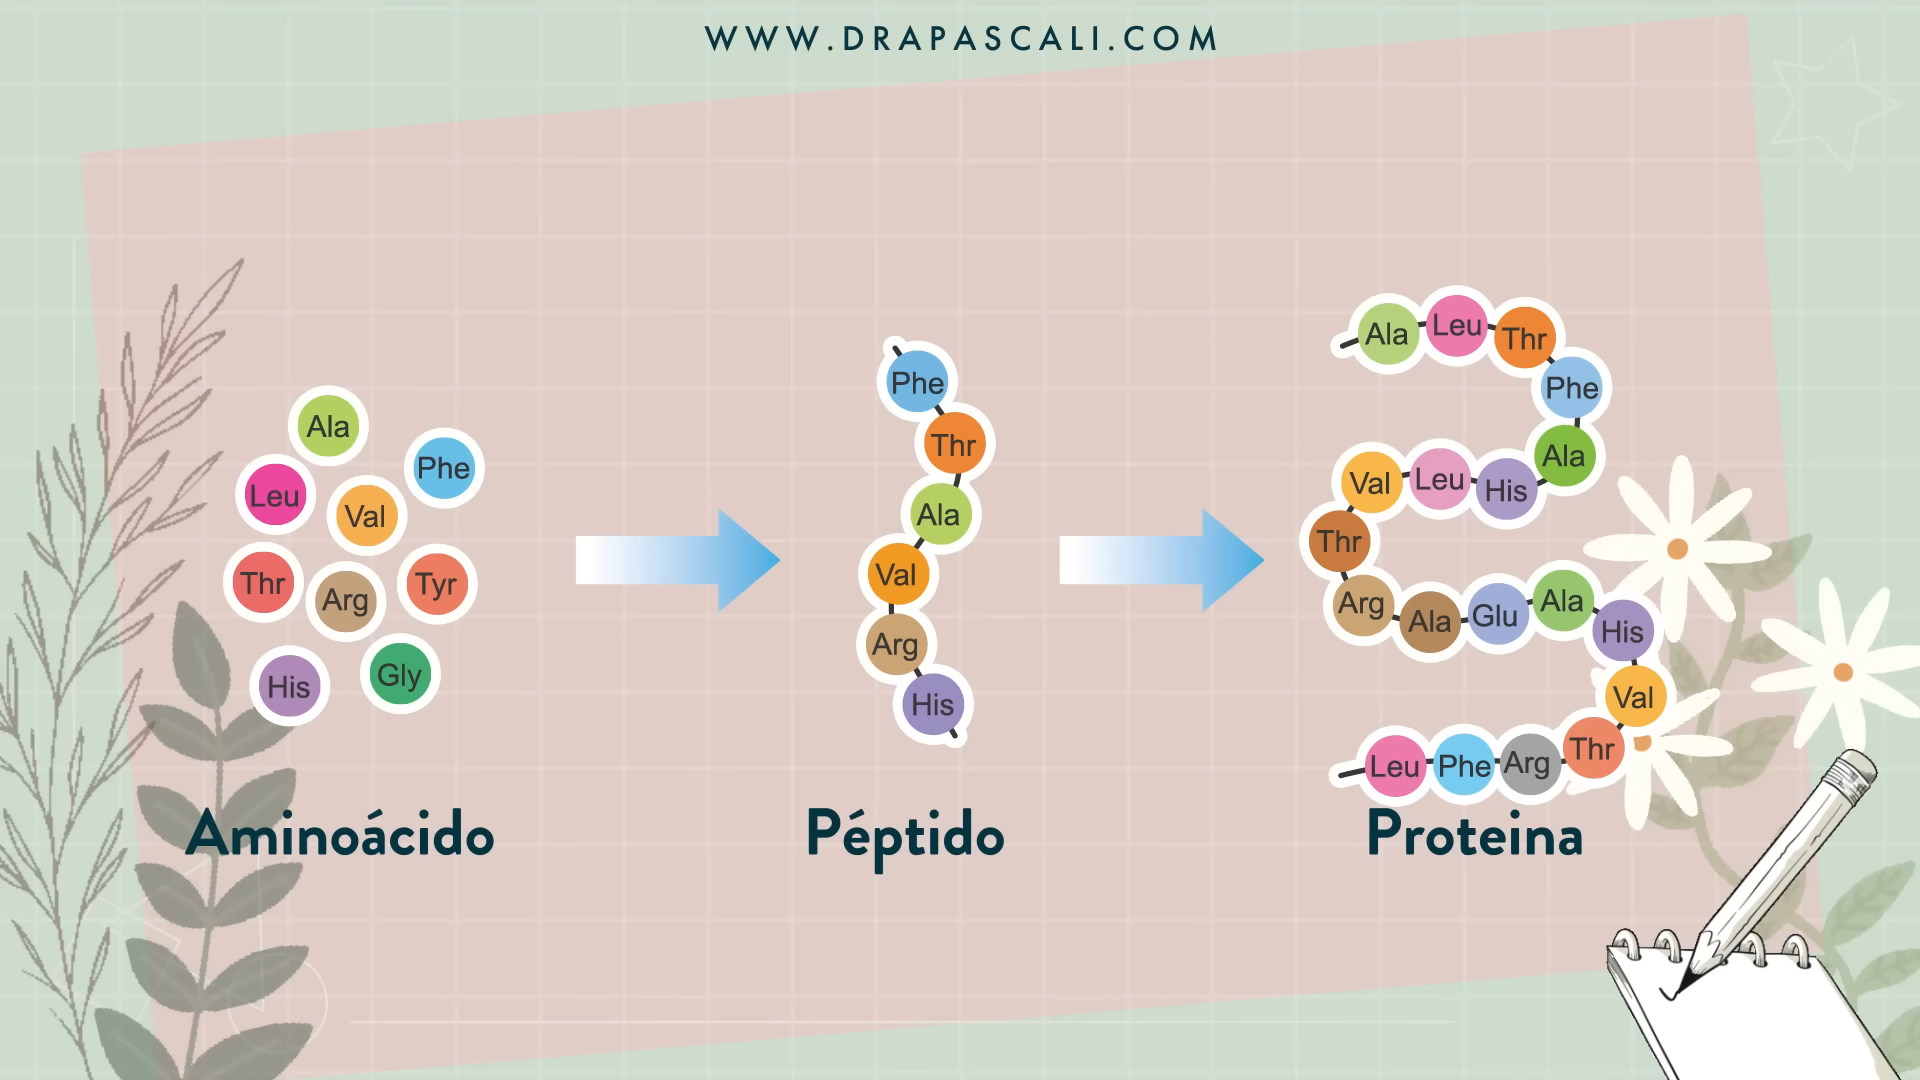 WWW.DRAPASCALI.COM
Ala
Phe
Leu
Val
Thr
Arg
Tyr
His
Gly
Aminoácido
Phe
Thr
Ala
Val
Arg
His
Péptido
Ala Leu Thr
Phe
Ala
Val Leu His
Thr
Arg Ala Glu Ala His
Val
Leu Phe Arg Thr
Proteina